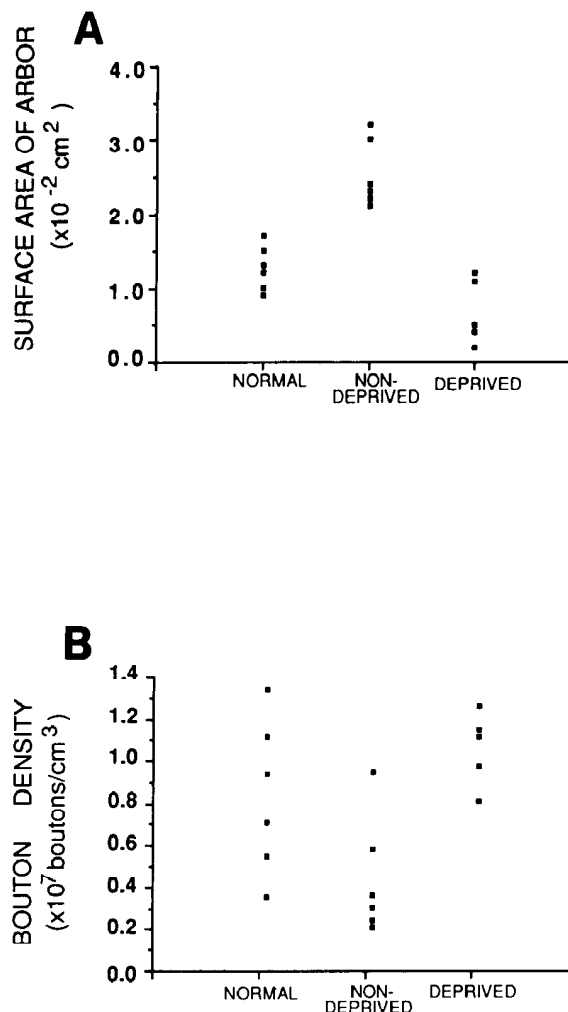 A
SURFACE AREA OF ARBOR
(x10⁻² cm²)
4.0
3.0
2.0
1.0
0.0
NORMAL
NON-
DEPRIVED
DEPRIVED
B
BOUTON DENSITY
(x10⁷ boutons/cm³)
1.4
1.2
1.0
0.8
0.6
0.4
0.2
0.0
NORMAL
NON-
DEPRIVED
DEPRIVED